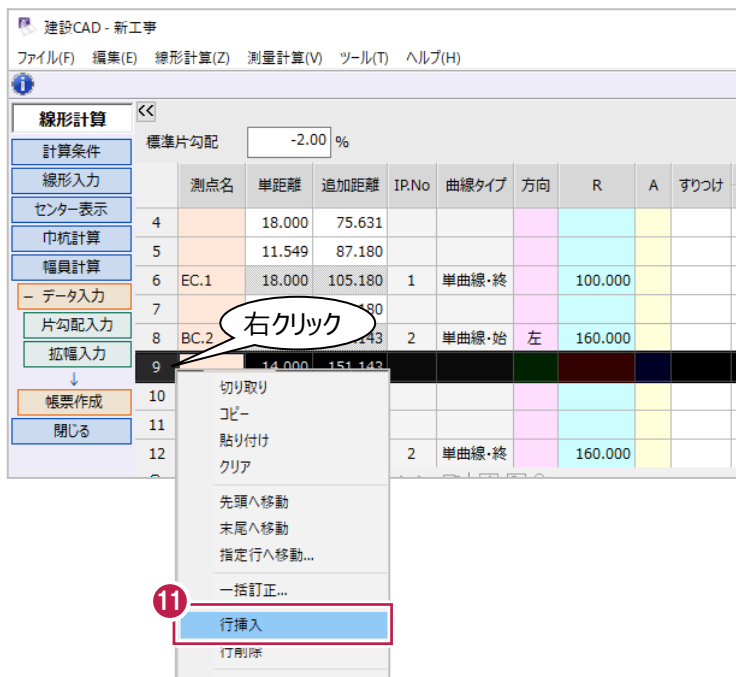 建設CAD - 新工事
ファイル(F) 編集(E) 線形計算(Z) 測量計算(V) ツール(T) ヘルプ(H)
線形計算
計算条件
線形入力
センター表示
巾杭計算
幅員計算
− データ入力
片勾配入力
拡幅入力
↓
帳票作成
閉じる
<<
標準片勾配 -2.00 %
測点名 単距離 追加距離 IP.No 曲線タイプ 方向 R A すりつけ
4 18.000 75.631
5 11.549 87.180
6 EC.1 18.000 105.180 1 単曲線・終 100.000
7 180
8 BC.2 143 2 単曲線・始 左 160.000
9 14.000 151.143
10
11
12 2 単曲線・終 160.000
右クリック
切り取り
コピー
貼り付け
クリア
先頭へ移動
末尾へ移動
指定行へ移動...
一括訂正...
11
行挿入
行削除